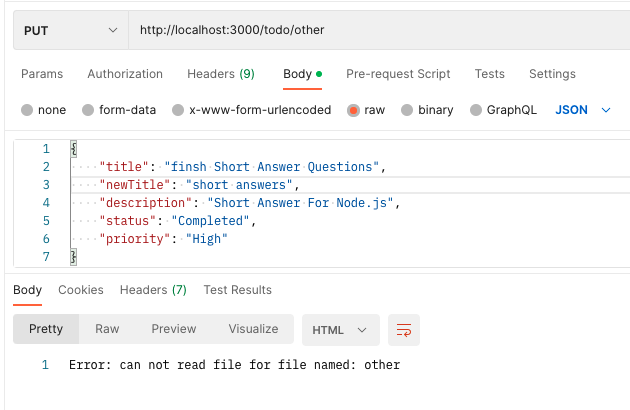 PUT http://localhost:3000/todo/other
Params Authorization Headers (9) Body Pre-request Script Tests Settings
none form-data x-www-form-urlencoded raw binary GraphQL JSON
1 {
2 "title": "finsh Short Answer Questions",
3 "newTitle": "short answers",
4 "description": "Short Answer For Node.js",
5 "status": "Completed",
6 "priority": "High"
7 }
Body Cookies Headers (7) Test Results
Pretty Raw Preview Visualize HTML
1 Error: can not read file for file named: other